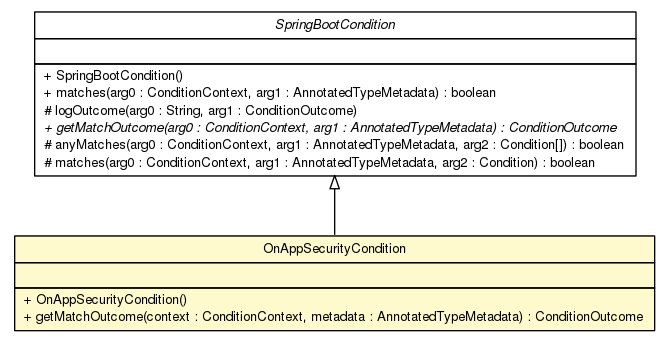 SpringBootCondition
+ SpringBootCondition()
+ matches(arg0 : ConditionContext, arg1 : AnnotatedTypeMetadata) : boolean
# logOutcome(arg0 : String, arg1 : ConditionOutcome)
+ getMatchOutcome(arg0 : ConditionContext, arg1 : AnnotatedTypeMetadata) : ConditionOutcome
# anyMatches(arg0 : ConditionContext, arg1 : AnnotatedTypeMetadata, arg2 : Condition[]) : boolean
# matches(arg0 : ConditionContext, arg1 : AnnotatedTypeMetadata, arg2 : Condition) : boolean
OnAppSecurityCondition
+ OnAppSecurityCondition()
+ getMatchOutcome(context : ConditionContext, metadata : AnnotatedTypeMetadata) : ConditionOutcome